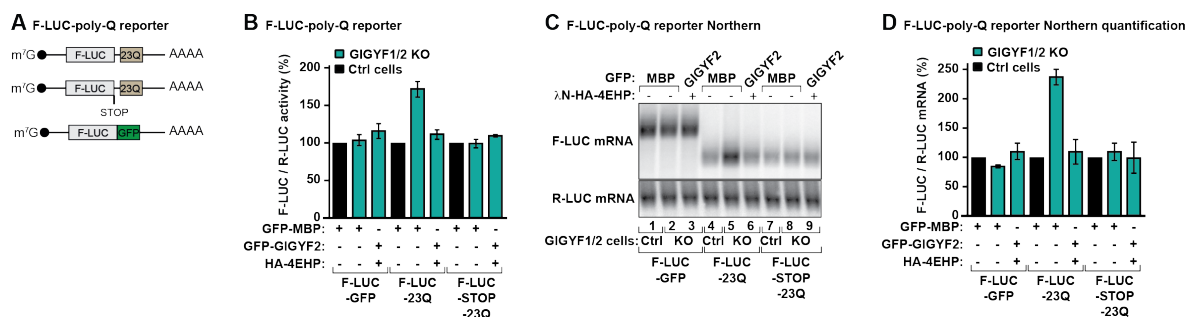 A F-LUC-poly-Q reporter
m⁷G F-LUC 23Q AAAA
m⁷G F-LUC 23Q AAAA
STOP
m⁷G F-LUC GFP AAAA
B F-LUC-poly-Q reporter
GIGYF1/2 KO
Ctrl cells
F-LUC / R-LUC activity (%)
200
150
100
50
0
GFP-MBP: + + - + + - + + -
GFP-GIGYF2: - - + - - + - - +
HA-4EHP: - - + - - + - - +
F-LUC F-LUC F-LUC
-GFP -23Q -STOP
-23Q
C F-LUC-poly-Q reporter Northern
GFP: MBP GIGYF2 MBP GIGYF2 MBP GIGYF2
λN-HA-4EHP: - - + - - + - - +
F-LUC mRNA
R-LUC mRNA
1 2 3 4 5 6 7 8 9
GIGYF1/2 cells: Ctrl KO Ctrl KO Ctrl KO
F-LUC F-LUC F-LUC
-GFP -23Q -STOP
-23Q
D F-LUC-poly-Q reporter Northern quantification
GIGYF1/2 KO
Ctrl cells
F-LUC / R-LUC mRNA (%)
250
200
150
100
50
0
GFP-MBP: + + - + + - + + -
GFP-GIGYF2: - - + - - + - - +
HA-4EHP: - - + - - + - - +
F-LUC F-LUC F-LUC
-GFP -23Q -STOP
-23Q